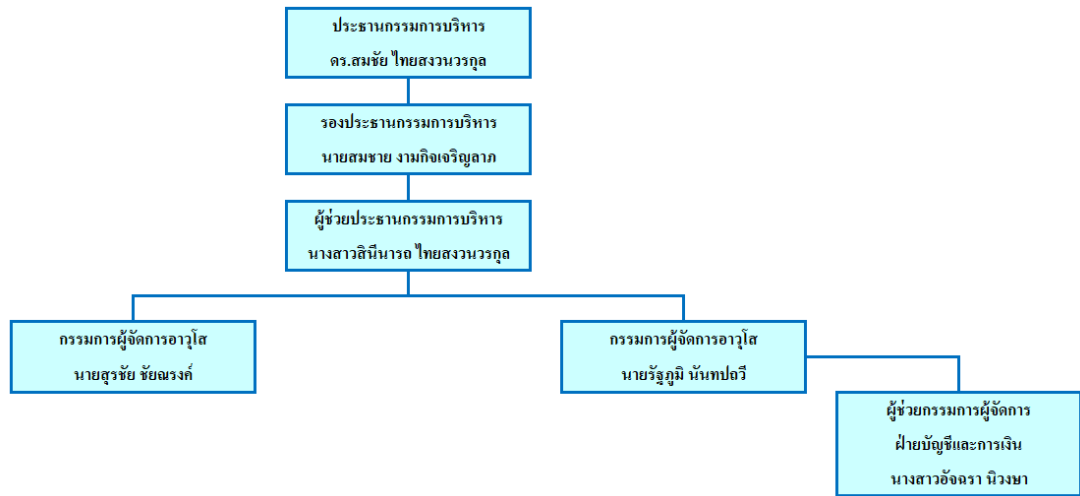 ประธานกรรมการบริหาร
ดร.สมชัย ไทยสงวนวรกุล
รองประธานกรรมการบริหาร
นายสมชาย งามกิจเจริญลาภ
ผู้ช่วยประธานกรรมการบริหาร
นางสาวสินีนารถ ไทยสงวนวรกุล
กรรมการผู้จัดการอาวุโส
นายสุรชัย ชัยณรงค์
กรรมการผู้จัดการอาวุโส
นายรัฐภูมิ นันทปถวี
ผู้ช่วยกรรมการผู้จัดการ
ฝ่ายบัญชีและการเงิน
นางสาวอัจฉรา นิวงษา